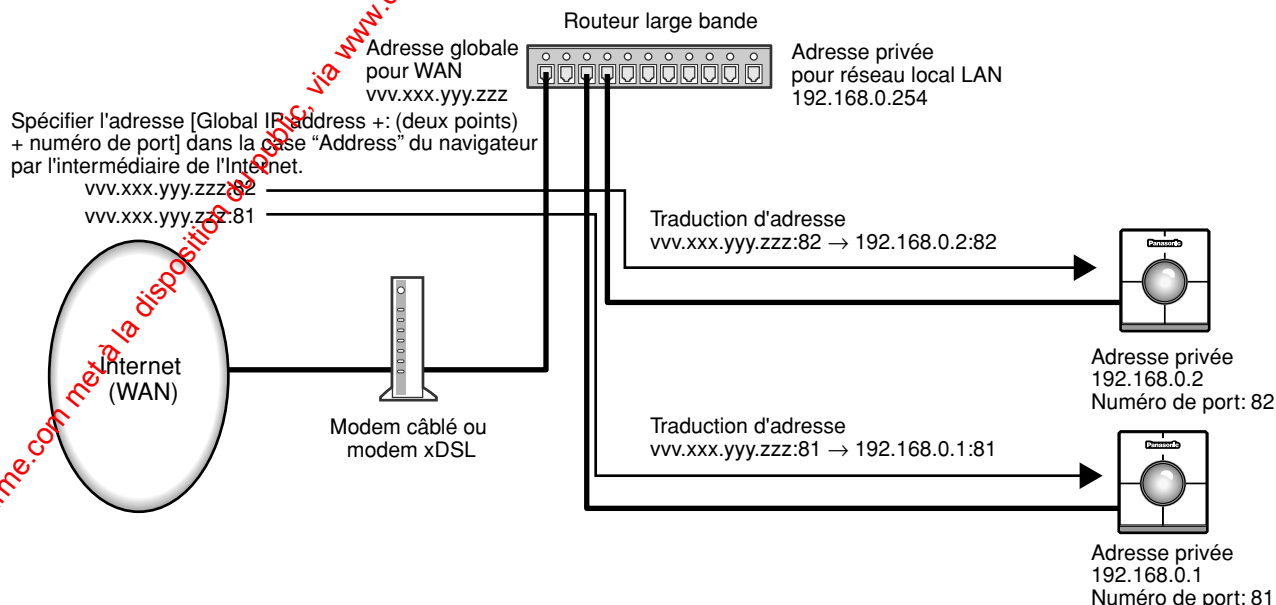 Routeur large bande
Adresse globale
pour WAN
vvv.xxx.yyy.zzz
Adresse privée
pour réseau local LAN
192.168.0.254
Spécifier l'adresse [Global IP address +: (deux points)
+ numéro de port] dans la case “Address” du navigateur
par l'intermédiaire de l'Internet.
vvv.xxx.yyy.zzz:82
vvv.xxx.yyy.zzz:81
Traduction d'adresse
vvv.xxx.yyy.zzz:82 → 192.168.0.2:82
Panasonic
Adresse privée
192.168.0.2
Numéro de port: 82
Internet
(WAN)
Modem câblé ou
modem xDSL
Traduction d'adresse
vvv.xxx.yyy.zzz:81 → 192.168.0.1:81
Panasonic
Adresse privée
192.168.0.1
Numéro de port: 81
me.com met à la disposition du public, via www.